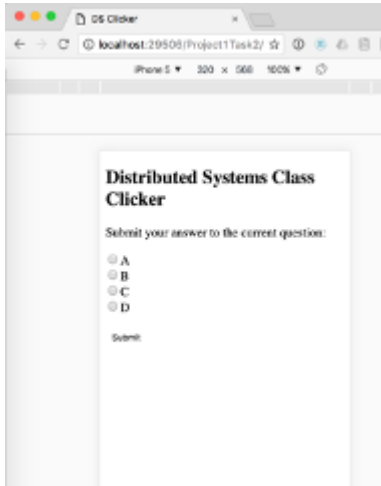 DS Clicker
localhost:29506/Project1Task2/
iPhone 5 ▼ 320 x 568 100% ▼
Distributed Systems Class
Clicker
Submit your answer to the current question:
A
B
C
D
Submit